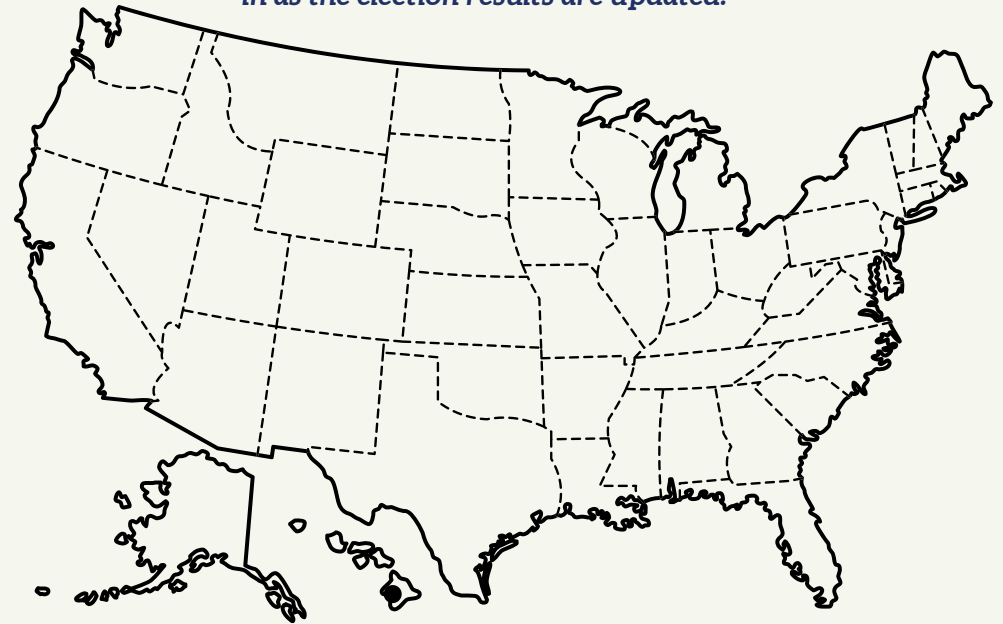 in as the election results are updated.